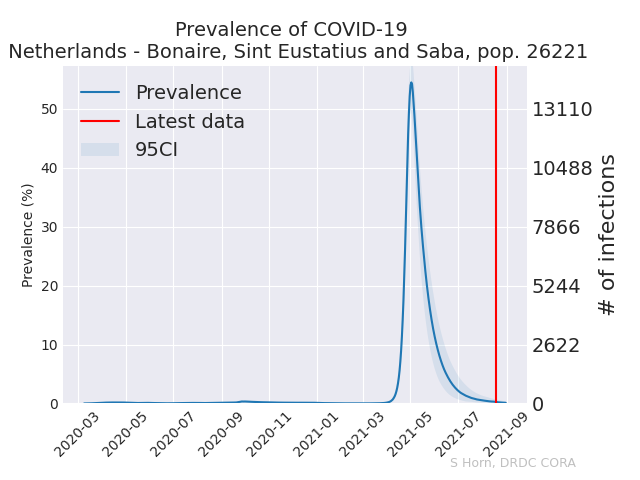 Prevalence of COVID-19
Netherlands - Bonaire, Sint Eustatius and Saba, pop. 26221
Prevalence
Latest data
95CI
Prevalence (%)
50
40
30
20
10
0
13110
10488
7866
5244
2622
0
# of infections
2020-03
2020-05
2020-07
2020-09
2020-11
2021-01
2021-03
2021-05
2021-07
2021-09
S Horn, DRDC CORA